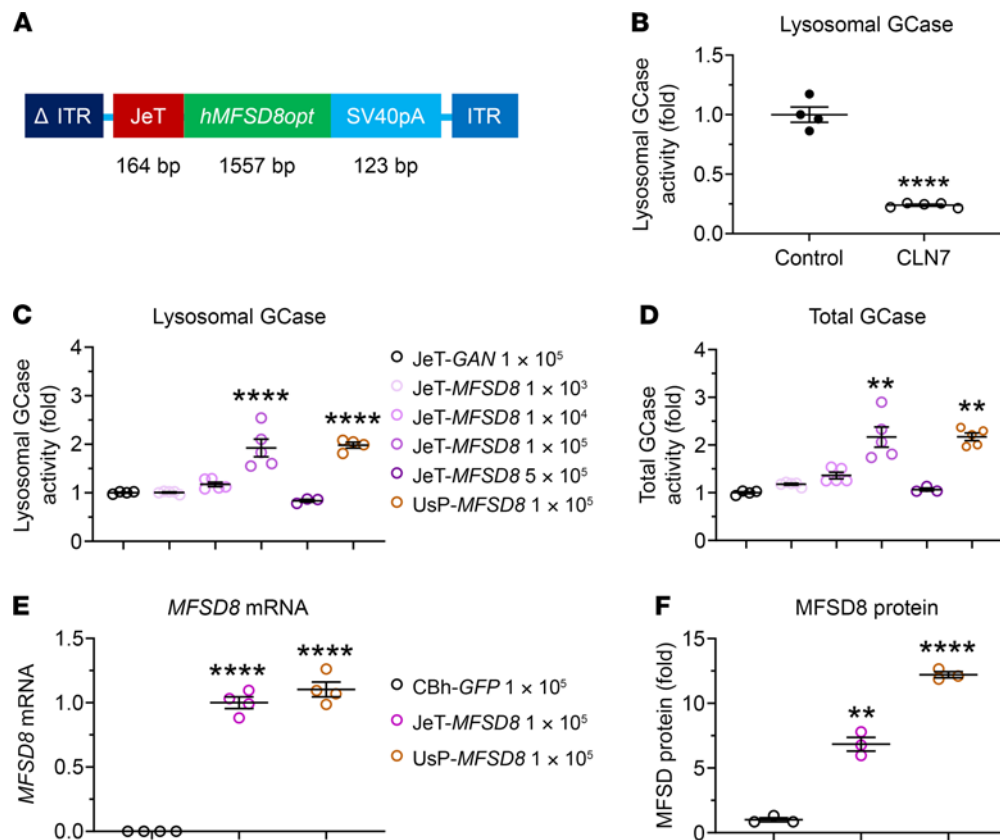 A
Δ ITR JeT hMFSD8opt SV40pA ITR
164 bp 1557 bp 123 bp
B
Lysosomal GCase
Lysosomal GCase
activity (fold)
1.5
1.0
0.5
0.0
****
Control CLN7
C
Lysosomal GCase
Lysosomal GCase
activity (fold)
4
3
2
1
0
**** ****
JeT-GAN 1 × 10⁵
JeT-MFSD8 1 × 10³
JeT-MFSD8 1 × 10⁴
JeT-MFSD8 1 × 10⁵
JeT-MFSD8 5 × 10⁵
UsP-MFSD8 1 × 10⁵
D
Total GCase
Total GCase
activity (fold)
4
3
2
1
0
** **
E
MFSD8 mRNA
MFSD8 mRNA
1.5
1.0
0.5
0.0
**** ****
CBh-GFP 1 × 10⁵
JeT-MFSD8 1 × 10⁵
UsP-MFSD8 1 × 10⁵
F
MFSD8 protein
MFSD protein (fold)
15
10
5
0
** ****